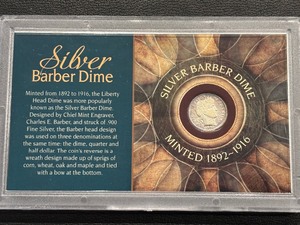 Silver
Barber Dime
Minted from 1892 to 1916, the Liberty
Head Dime was more popularly
known as the Silver Barber Dime.
Designed by Chief Mint Engraver,
Charles E. Barber, and struck of .900
Fine Silver, the Barber head design
was used on three denominations at
the same time: the dime, quarter and
half dollar. The coin's reverse is a
wreath design made up of sprigs of
corn, wheat, oak and maple and tied
with a bow at the bottom.
SILVER BARBER DIME
MINTED 1892-1916